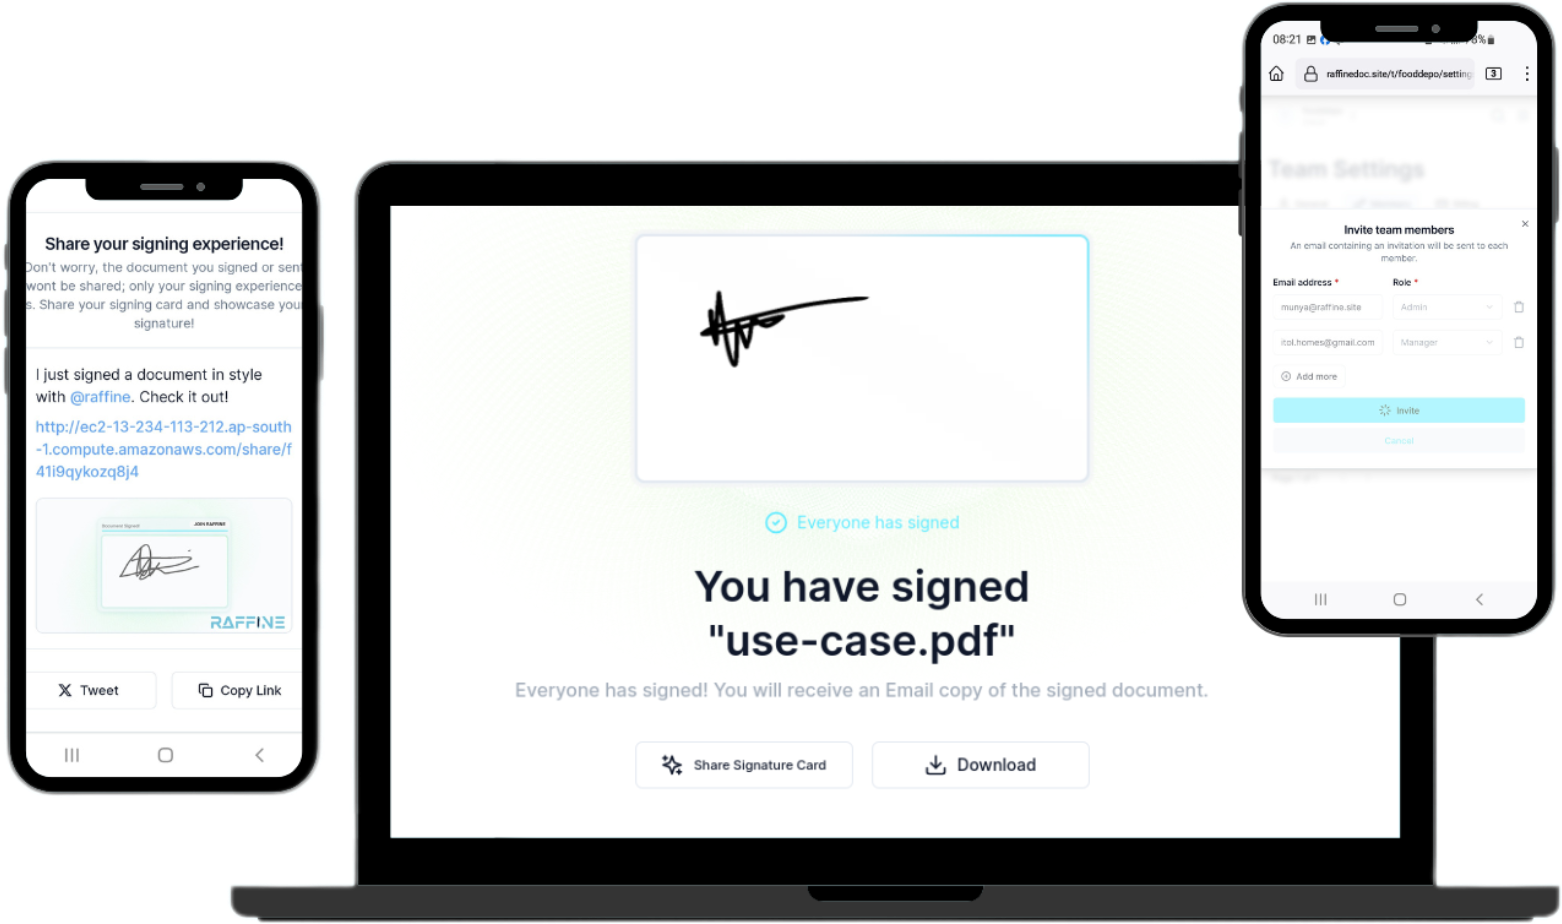 Share your signing experience!
Don't worry, the document you signed or sent
wont be shared; only your signing experience
s. Share your signing card and showcase your
signature!
I just signed a document in style
with @raffine. Check it out!
http://ec2-13-234-113-212.ap-south
-1.compute.amazonaws.com/share/f
41i9qykozq8j4
Document Signed!
JOIN RAFFINE
RAFFINE
Tweet
Copy Link
Everyone has signed
You have signed
"use-case.pdf"
Everyone has signed! You will receive an Email copy of the signed document.
Share Signature Card
Download
08:21
8%
raffinedoc.site/t/fooddepo/setting
3
Team Settings
Invite team members
An email containing an invitation will be sent to each
member.
Email address *
Role *
munya@raffine.site
Admin
itol.homes@gmail.com
Manager
Add more
Invite
Cancel